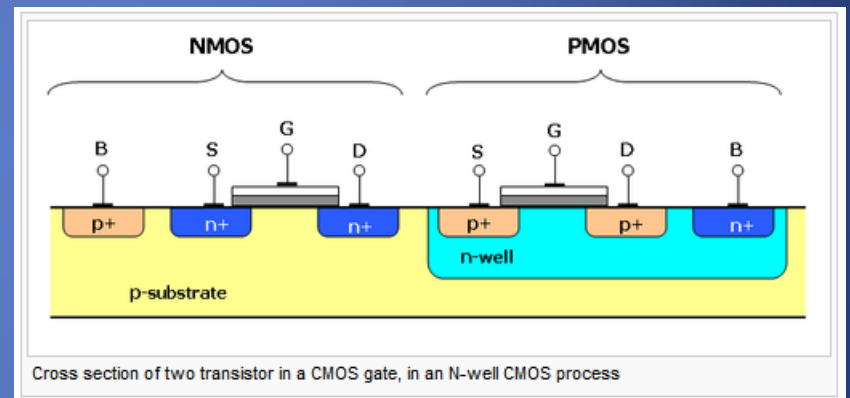 NMOS PMOS
B S G D S G D B
p+ n+ n+ p+ p+ n+
n-well
p-substrate
Cross section of two transistor in a CMOS gate, in an N-well CMOS process